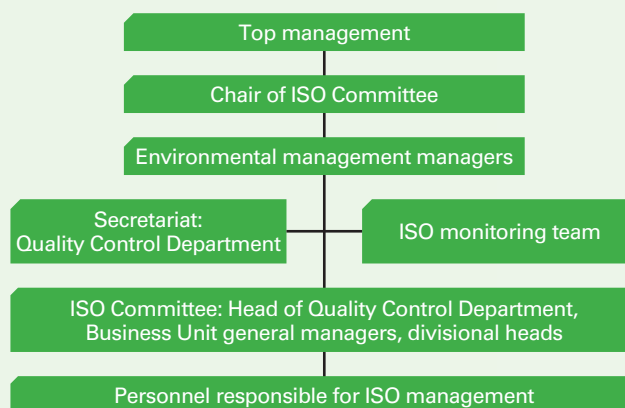 Top management
Chair of ISO Committee
Environmental management managers
Secretariat:
Quality Control Department
ISO monitoring team
ISO Committee: Head of Quality Control Department,
Business Unit general managers, divisional heads
Personnel responsible for ISO management